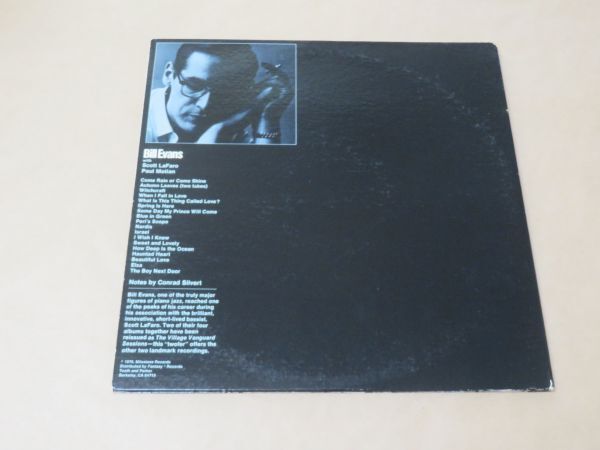 Bill Evans
with
Scott LaFaro
Paul Motian
Come Rain or Come Shine
Autumn Leaves (two takes)
Witchcraft
When I Fall in Love
What Is This Thing Called Love?
Spring Is Here
Some Day My Prince Will Come
Blue in Green
Peri's Scope
Nardis
Israel
I Wish I Knew
Sweet and Lovely
How Deep Is the Ocean
Haunted Heart
Beautiful Love
Elsa
The Boy Next Door
Notes by Conrad Silvert
Bill Evans, one of the truly major
figures of piano jazz, reached one
of the peaks of his career during
his association with the brilliant,
innovative, short-lived bassist,
Scott LaFaro. Two of their four
albums together have been
reissued as The Village Vanguard
Sessions—this "twofer" offers the
other two landmark recordings.
℗ 1976, Milestone Records
Distributed by Fantasy Records
Tenth and Parker
Berkeley, CA 94710